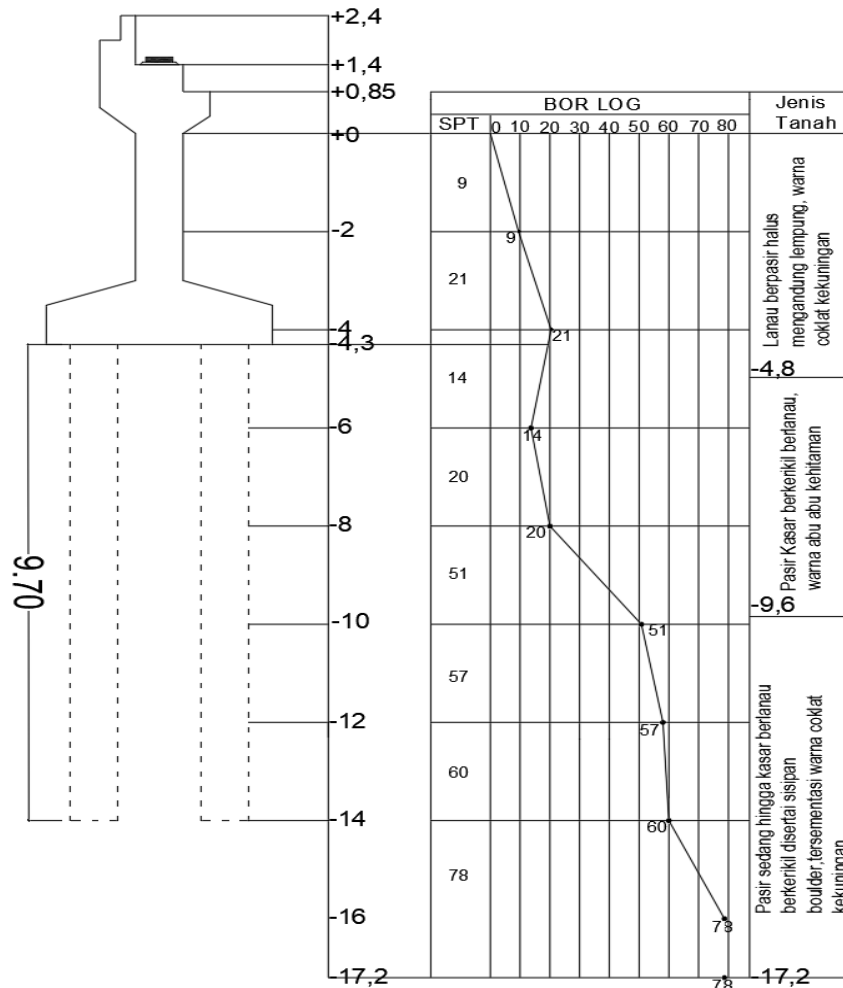 +2,4
+1,4
+0,85
+0
-2
-4
-4,3
-6
-8
-10
-12
-14
-16
-17,2
9.70
BOR LOG
SPT
0 10 20 30 40 50 60 70 80
9
21
14
20
51
57
60
78
9
21
14
20
51
57
60
78
78
Jenis
Tanah
Lanau berpasir halus
mengandung lempung, warna
coklat kekuningan
-4,8
Pasir Kasar berkerikil berlanau,
warna abu abu kehitaman
-9,6
Pasir sedang hingga kasar berlanau
berkerikil disertai sisipan
boulder,tersementasi warna coklat
kekuningan
-17,2